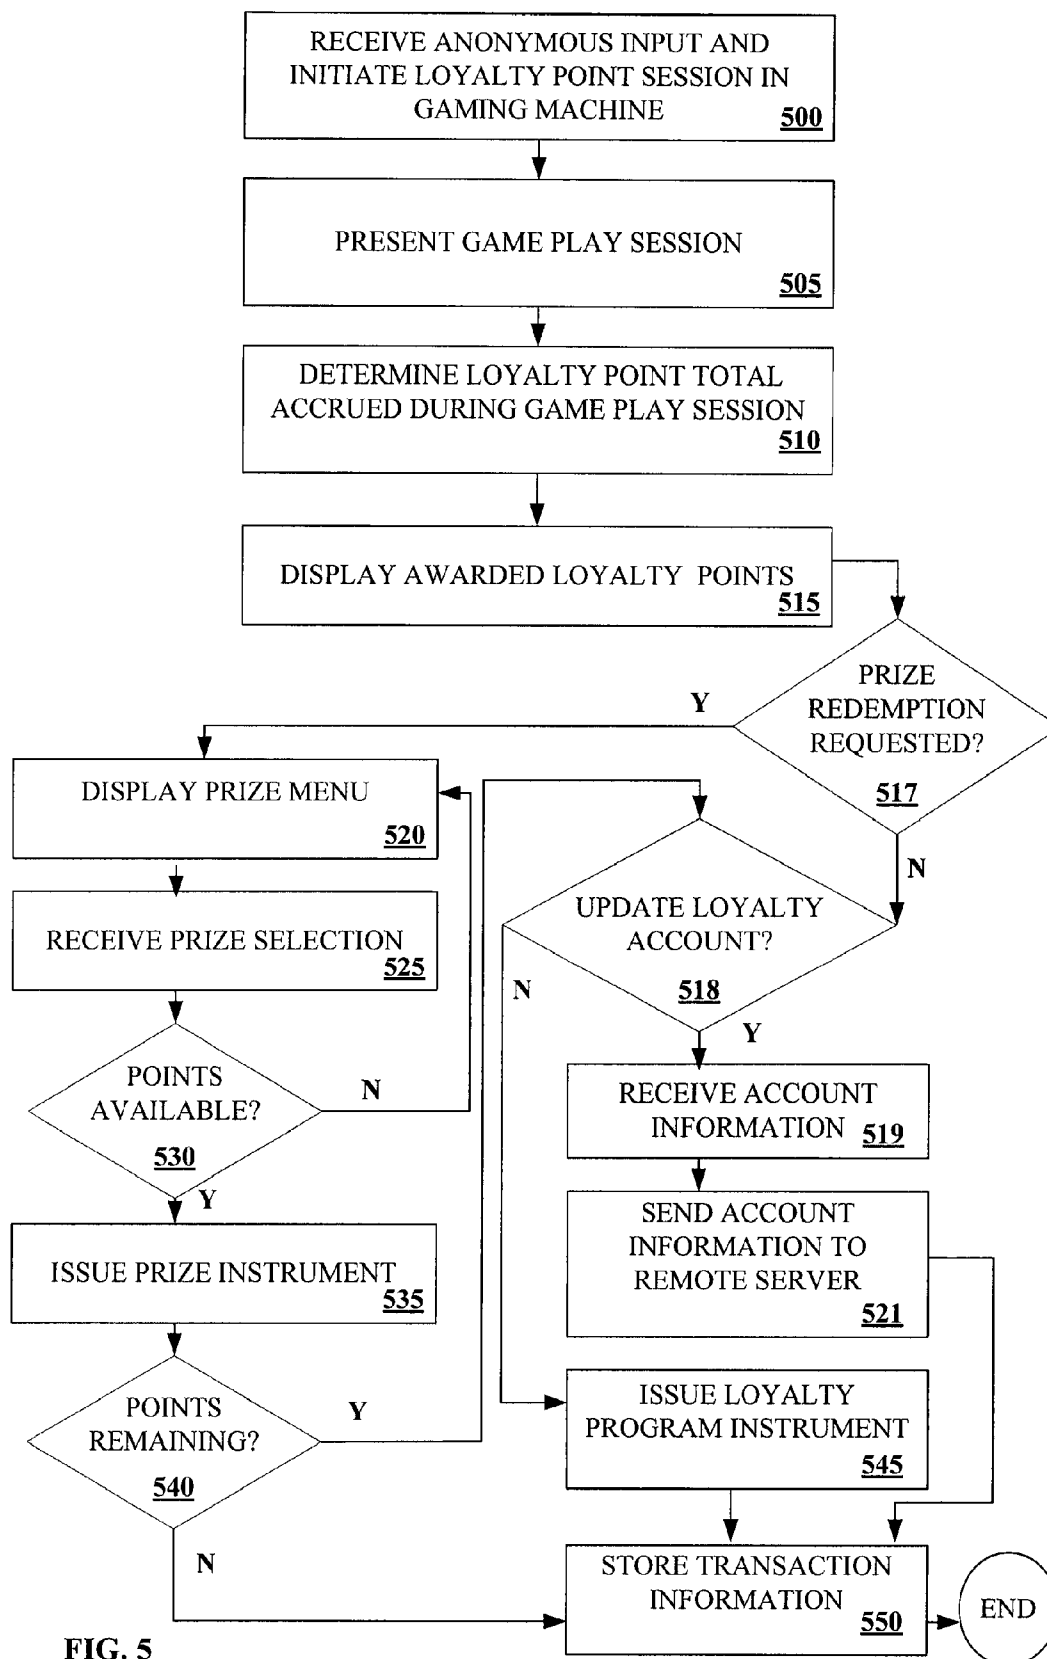 RECEIVE ANONYMOUS INPUT AND
INITIATE LOYALTY POINT SESSION IN
GAMING MACHINE
500
PRESENT GAME PLAY SESSION
505
DETERMINE LOYALTY POINT TOTAL
ACCRUED DURING GAME PLAY SESSION
510
DISPLAY AWARDED LOYALTY POINTS
515
PRIZE
REDEMPTION
REQUESTED?
517
Y
N
DISPLAY PRIZE MENU
520
RECEIVE PRIZE SELECTION
525
POINTS
AVAILABLE?
530
N
Y
ISSUE PRIZE INSTRUMENT
535
POINTS
REMAINING?
540
Y
N
UPDATE LOYALTY
ACCOUNT?
518
N
Y
RECEIVE ACCOUNT
INFORMATION
519
SEND ACCOUNT
INFORMATION TO
REMOTE SERVER
521
ISSUE LOYALTY
PROGRAM INSTRUMENT
545
STORE TRANSACTION
INFORMATION
550
END
FIG. 5